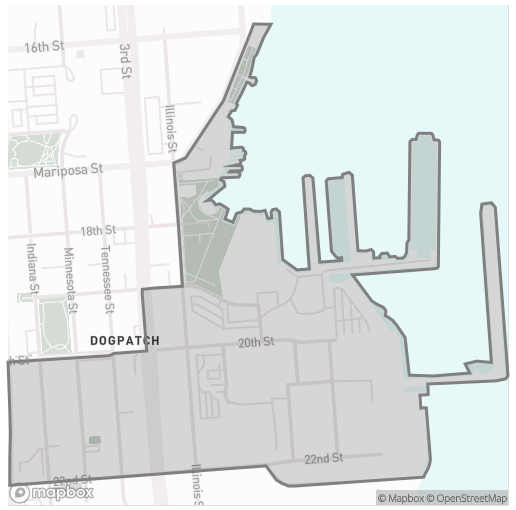 16th St
3rd St
Illinois St
Mariposa St
18th St
Indiana St
Minnesota St
Tennessee St
DOGPATCH
20th St
h St
22nd St
22nd St
Illinois S
mapbox
© Mapbox © OpenStreetMap